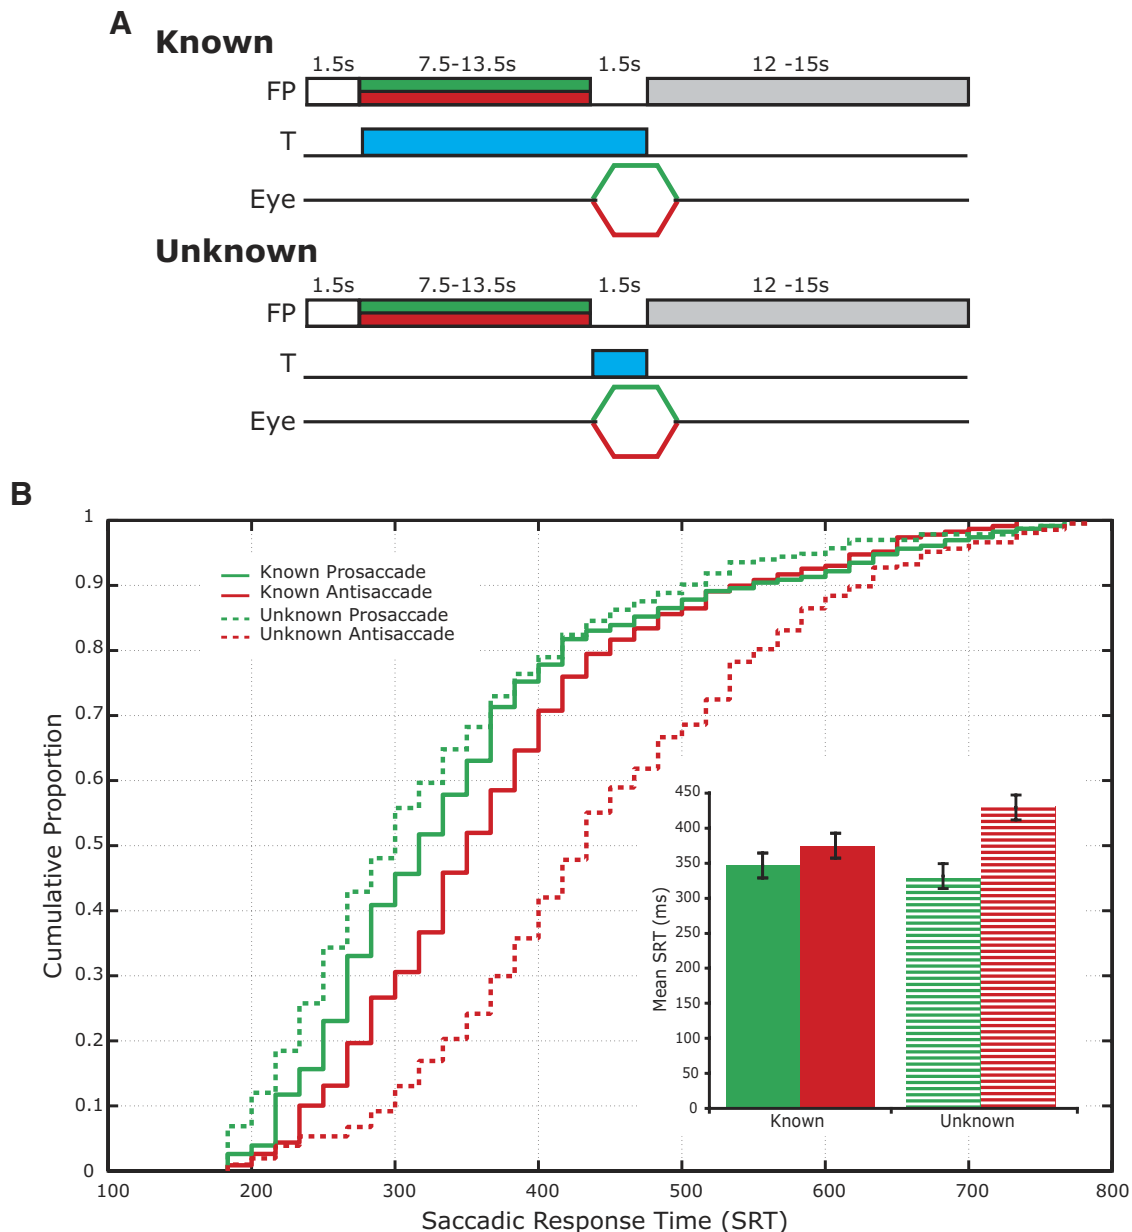 A
Known
1.5s 7.5-13.5s 1.5s 12 -15s
FP
T
Eye
Unknown
1.5s 7.5-13.5s 1.5s 12 -15s
FP
T
Eye
B
1
0.9
0.8
0.7
0.6
0.5
0.4
0.3
0.2
0.1
0
Cumulative Proportion
Known Prosaccade
Known Antisaccade
Unknown Prosaccade
Unknown Antisaccade
450
400
350
300
250
200
150
100
50
0
Mean SRT (ms)
Known Unknown
100 200 300 400 500 600 700 800
Saccadic Response Time (SRT)